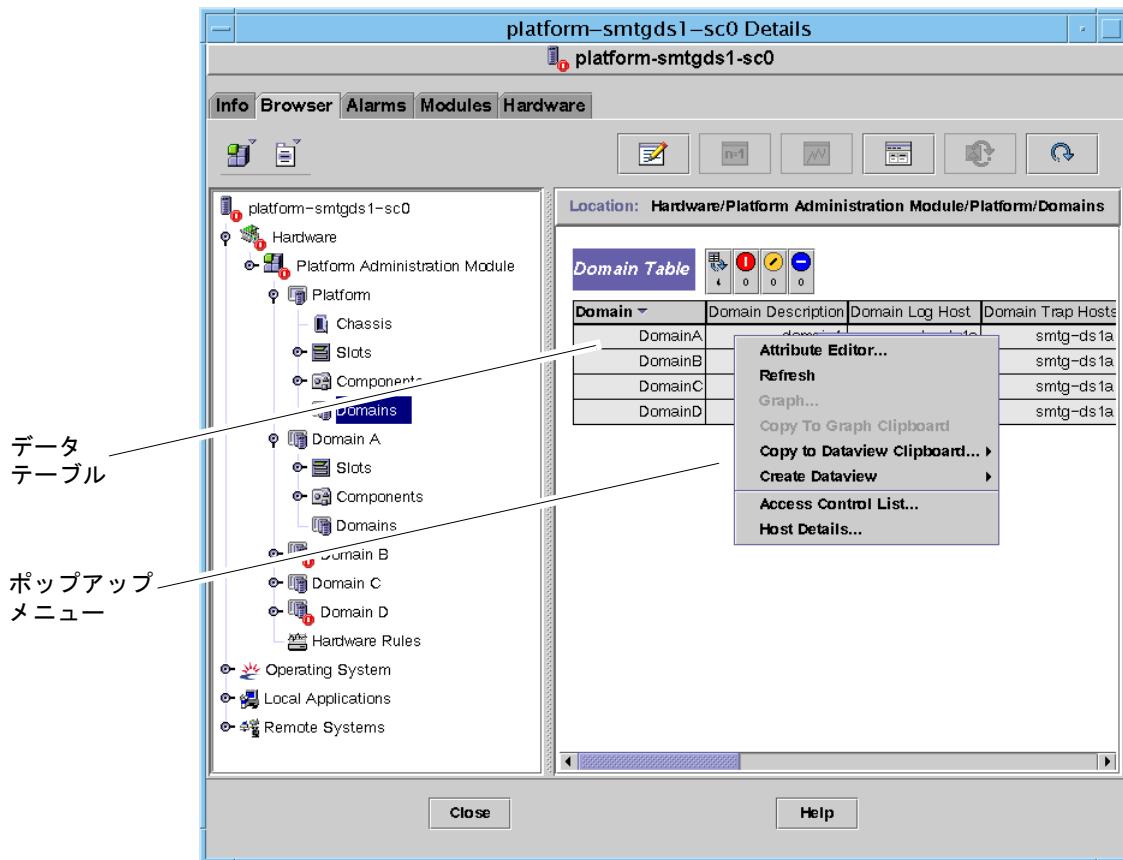 platform-smtgds1-sc0 Details
platform-smtgds1-sc0
Info Browser Alarms Modules Hardware
n=1
platform-smtgds1-sc0
Hardware
Platform Administration Module
Platform
Chassis
Slots
Components
Domains
Domain A
Slots
Components
Domains
Domain B
Domain C
Domain D
Hardware Rules
Operating System
Local Applications
Remote Systems
Location: Hardware/Platform Administration Module/Platform/Domains
Domain Table
4 0 0 0
Domain Domain Description Domain Log Host Domain Trap Hosts
DomainA smtg-ds1a
DomainB smtg-ds1a
DomainC smtg-ds1a
DomainD smtg-ds1a
Attribute Editor...
Refresh
Graph...
Copy To Graph Clipboard
Copy to Dataview Clipboard...
Create Dataview
Access Control List...
Host Details...
データ
テーブル
ポップアップ
メニュー
Close Help